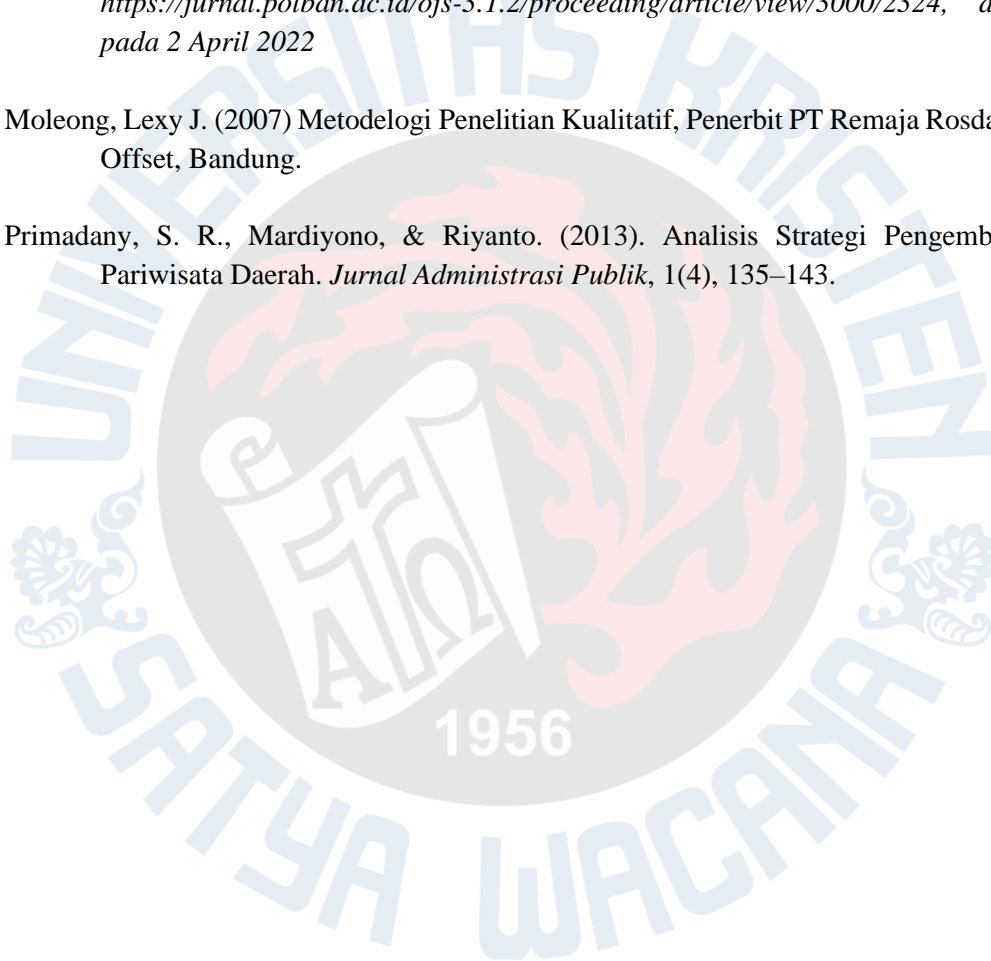 https://jurnal.polban.ac.id/ojs-3.1.2/proceeding/article/view/3000/2324,
pada 2 April 2022
Moleong, Lexy J. (2007) Metodelogi Penelitian Kualitatif, Penerbit PT Remaja Rosda
Offset, Bandung.
Primadany, S. R., Mardiyono, & Riyanto. (2013). Analisis Strategi Pengemb
Pariwisata Daerah. Jurnal Administrasi Publik, 1(4), 135–143.
UNIVERSITAS KRISTEN
ΑΩ
1956
SATYA WACANA